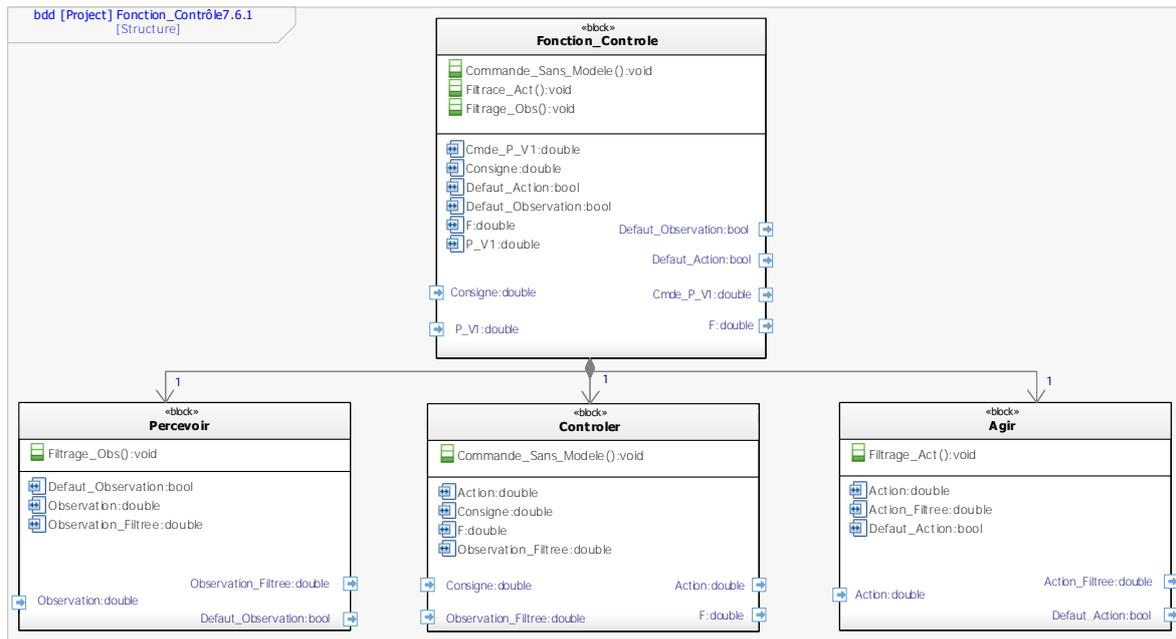 bdd [Project] Fonction_Contrôle7.6.1
[Structure]
«block»
Fonction_Controle
Commande_Sans_Modele():void
Filtrace_Act():void
Filtrage_Obs():void
Cmde_P_V1:double
Consigne:double
Defaut_Action:bool
Defaut_Observation:bool
F:double
P_V1:double
Defaut_Observation:bool
Defaut_Action:bool
Consigne:double
Cmde_P_V1:double
P_V1:double
F:double
1
1
1
«block»
Percevoir
Filtrage_Obs():void
Defaut_Observation:bool
Observation:double
Observation_Filtree:double
Observation_Filtree:double
Observation:double
Defaut_Observation:bool
«block»
Controler
Commande_Sans_Modele():void
Action:double
Consigne:double
F:double
Observation_Filtree:double
Consigne:double
Action:double
Observation_Filtree:double
F:double
«block»
Agir
Filtrage_Act():void
Action:double
Action_Filtree:double
Defaut_Action:bool
Action_Filtree:double
Action:double
Defaut_Action:bool